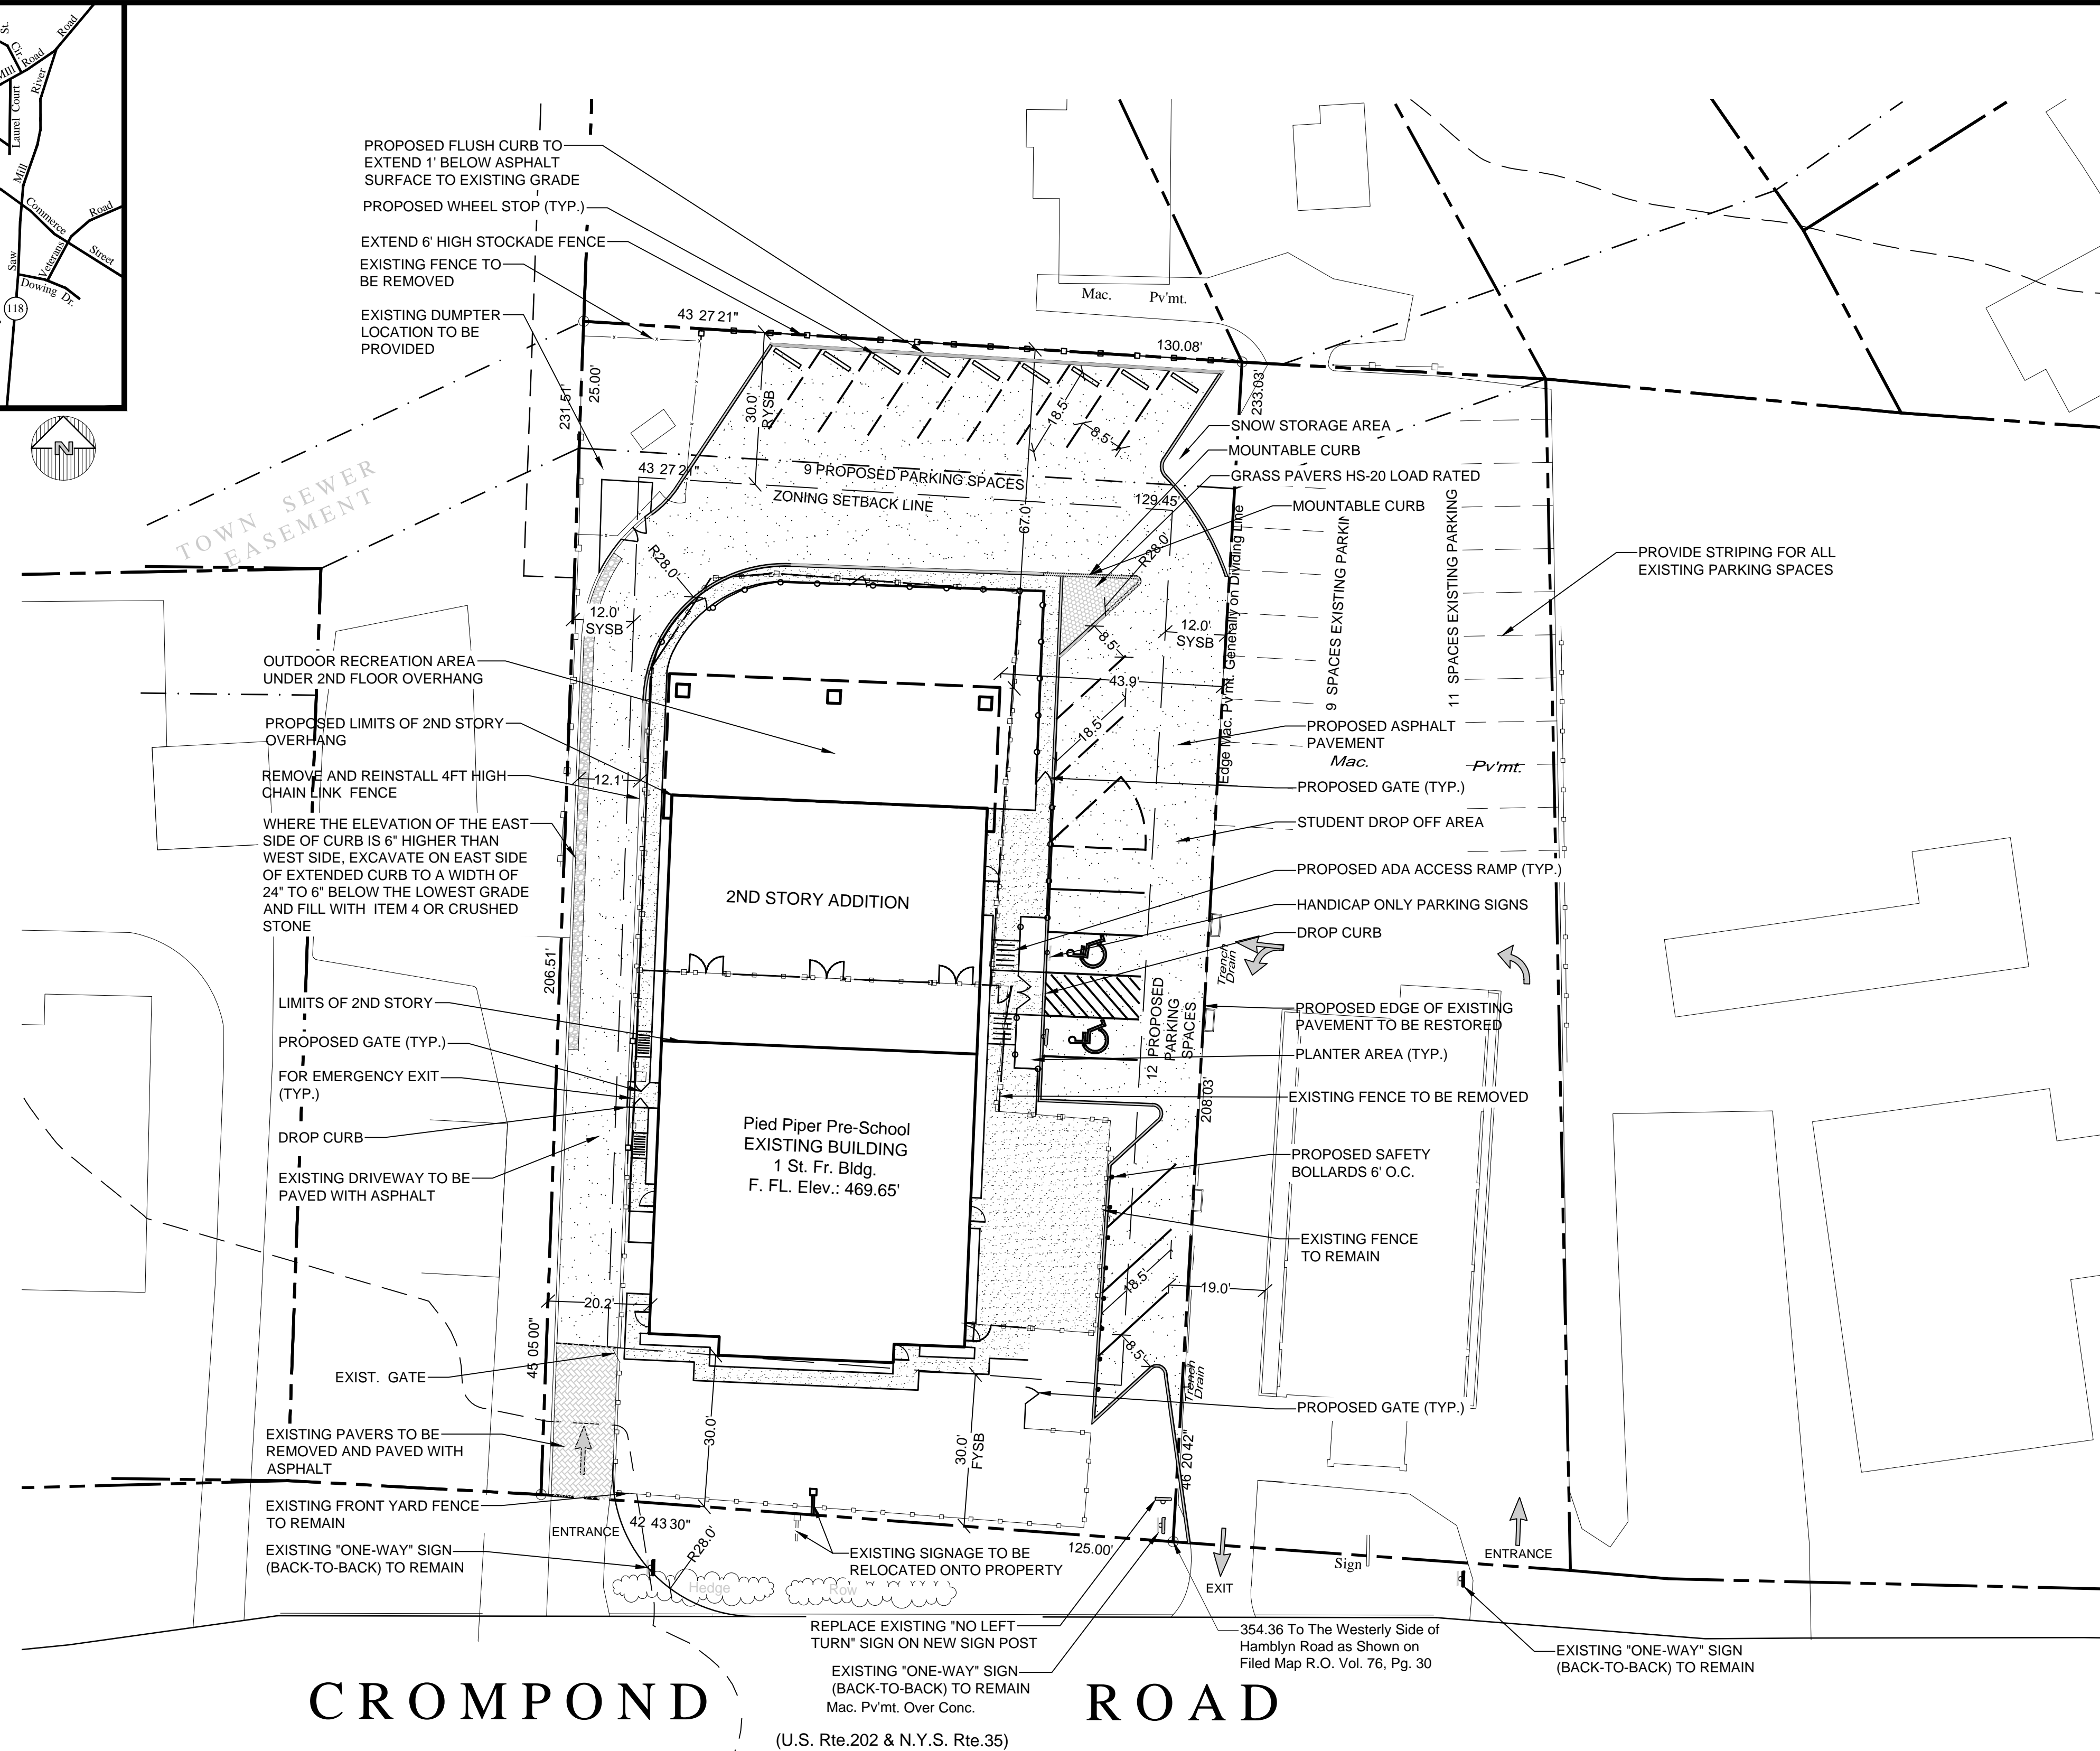 St.
Cir.
Mill Road
Road
River
Laurel Court
Mill
Commerce
Road
Street
Veterans
Saw
Dowing Dr.
118
N
PROPOSED FLUSH CURB TO
EXTEND 1' BELOW ASPHALT
SURFACE TO EXISTING GRADE
PROPOSED WHEEL STOP (TYP.)
EXTEND 6' HIGH STOCKADE FENCE
EXISTING FENCE TO
BE REMOVED
EXISTING DUMPTER
LOCATION TO BE
PROVIDED
Mac. Pv'mt.
43 27 21"
130.08'
25.00'
231.51'
233.03'
30.0'
RYSB
18.5'
8.5'
SNOW STORAGE AREA
MOUNTABLE CURB
GRASS PAVERS HS-20 LOAD RATED
MOUNTABLE CURB
43 27 21"
9 PROPOSED PARKING SPACES
ZONING SETBACK LINE
129.45'
67.0'
TOWN SEWER
EASEMENT
R28.0'
R28.0'
Edge Mac. Pv'mt. Generally on Dividing Line
9 SPACES EXISTING PARKIN
11 SPACES EXISTING PARKING
PROVIDE STRIPING FOR ALL
EXISTING PARKING SPACES
12.0'
SYSB
12.0'
SYSB
8.5'
43.9'
18.5'
OUTDOOR RECREATION AREA
UNDER 2ND FLOOR OVERHANG
PROPOSED LIMITS OF 2ND STORY
OVERHANG
REMOVE AND REINSTALL 4FT HIGH
CHAIN LINK FENCE
12.1'
WHERE THE ELEVATION OF THE EAST
SIDE OF CURB IS 6" HIGHER THAN
WEST SIDE, EXCAVATE ON EAST SIDE
OF EXTENDED CURB TO A WIDTH OF
24" TO 6" BELOW THE LOWEST GRADE
AND FILL WITH ITEM 4 OR CRUSHED
STONE
PROPOSED ASPHALT
PAVEMENT
Mac. Pv'mt.
PROPOSED GATE (TYP.)
STUDENT DROP OFF AREA
PROPOSED ADA ACCESS RAMP (TYP.)
HANDICAP ONLY PARKING SIGNS
DROP CURB
2ND STORY ADDITION
206.51'
Trench
Drain
LIMITS OF 2ND STORY
PROPOSED GATE (TYP.)
FOR EMERGENCY EXIT
(TYP.)
DROP CURB
EXISTING DRIVEWAY TO BE
PAVED WITH ASPHALT
12 PROPOSED
PARKING
SPACES
PROPOSED EDGE OF EXISTING
PAVEMENT TO BE RESTORED
PLANTER AREA (TYP.)
EXISTING FENCE TO BE REMOVED
208.03'
Pied Piper Pre-School
EXISTING BUILDING
1 St. Fr. Bldg.
F. FL. Elev.: 469.65'
PROPOSED SAFETY
BOLLARDS 6' O.C.
EXISTING FENCE
TO REMAIN
18.5'
19.0'
20.2'
8.5'
45 05 00"
Trench
Drain
EXIST. GATE
PROPOSED GATE (TYP.)
EXISTING PAVERS TO BE
REMOVED AND PAVED WITH
ASPHALT
30.0'
30.0'
FYSB
46 20 42"
EXISTING FRONT YARD FENCE
TO REMAIN
EXISTING "ONE-WAY" SIGN
(BACK-TO-BACK) TO REMAIN
ENTRANCE
42 43 30"
R28.0'
EXISTING SIGNAGE TO BE
RELOCATED ONTO PROPERTY
125.00'
EXIT
Sign
ENTRANCE
Hedge Row
REPLACE EXISTING "NO LEFT
TURN" SIGN ON NEW SIGN POST
354.36 To The Westerly Side of
Hamblyn Road as Shown on
Filed Map R.O. Vol. 76, Pg. 30
EXISTING "ONE-WAY" SIGN
(BACK-TO-BACK) TO REMAIN
EXISTING "ONE-WAY" SIGN
(BACK-TO-BACK) TO REMAIN
Mac. Pv'mt. Over Conc.
CROMPOND ROAD
(U.S. Rte.202 & N.Y.S. Rte.35)